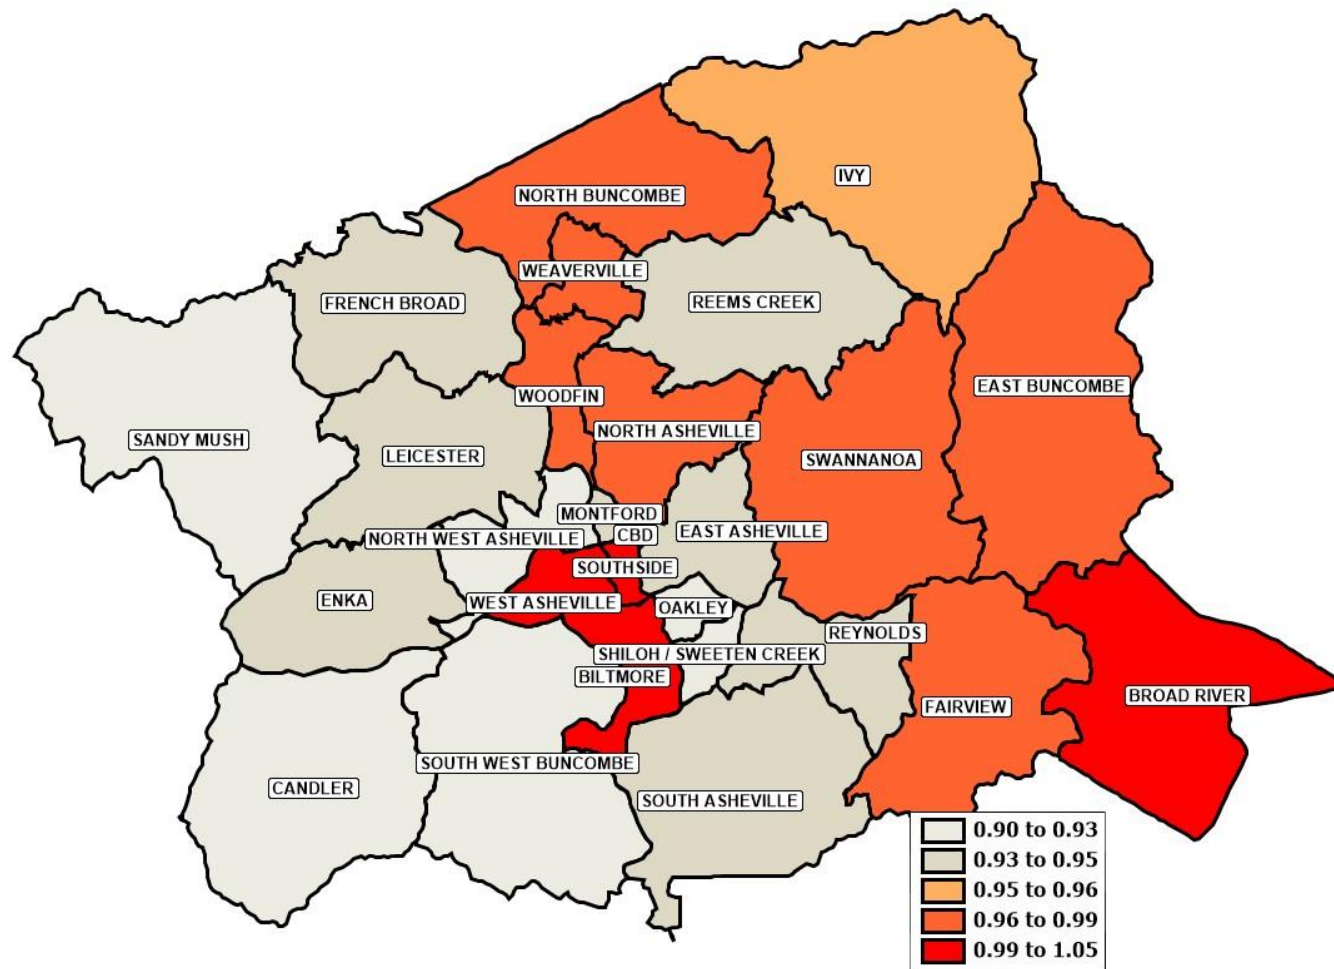 IVY
NORTH BUNCOMBE
WEAVERVILLE
FRENCH BROAD
REEMS CREEK
EAST BUNCOMBE
WOODFIN
NORTH ASHEVILLE
SANDY MUSH
LEICESTER
SWANNANOA
MONTFORD
CBD
EAST ASHEVILLE
NORTH WEST ASHEVILLE
SOUTHSIDE
ENKA
WEST ASHEVILLE
OAKLEY
REYNOLDS
SHILOH / SWEETEN CREEK
BILTMORE
BROAD RIVER
FAIRVIEW
SOUTH WEST BUNCOMBE
CANDLER
SOUTH ASHEVILLE
0.90 to 0.93
0.93 to 0.95
0.95 to 0.96
0.96 to 0.99
0.99 to 1.05